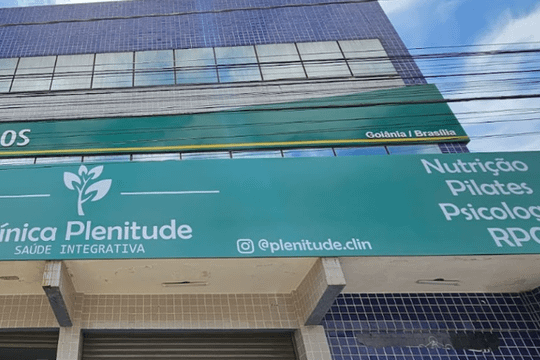 os
Goiânia / Brasília
ínica Plenitude
SAÚDE INTEGRATIVA
@plenitude.clin
Nutrição
Pilates
Psicolog
RPG